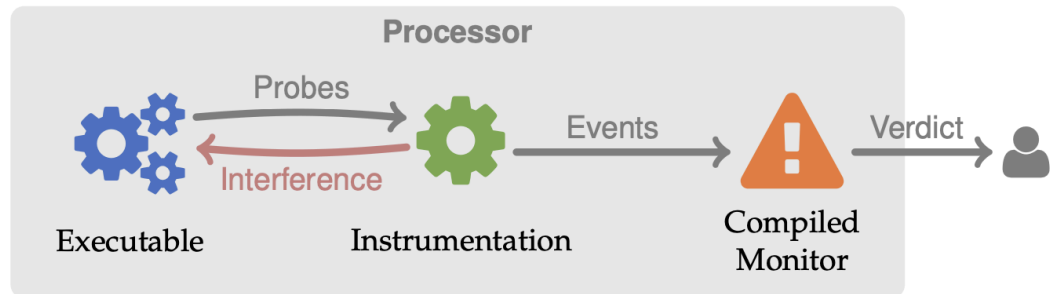 Processor
Probes
Events
Verdict
Interference
Executable
Instrumentation
Compiled
Monitor